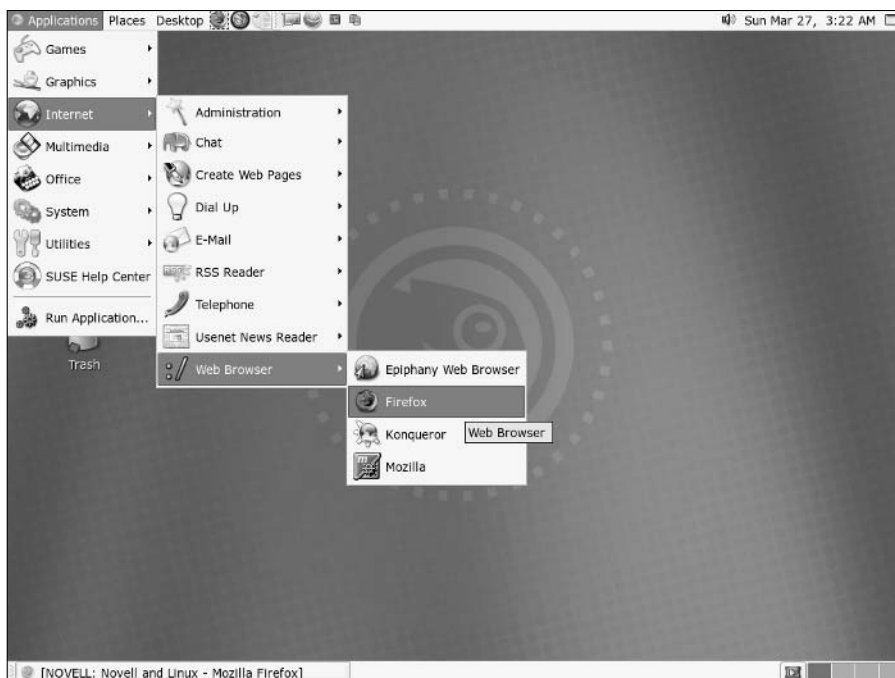 Applications Places Desktop
Sun Mar 27, 3:22 AM
Games
Graphics
Internet
Multimedia
Office
System
Utilities
SUSE Help Center
Run Application...
Trash
Administration
Chat
Create Web Pages
Dial Up
E-Mail
RSS Reader
Telephone
Usenet News Reader
Web Browser
Epiphany Web Browser
Firefox
Konqueror
Web Browser
Mozilla
[NOVELL: Novell and Linux - Mozilla Firefox]